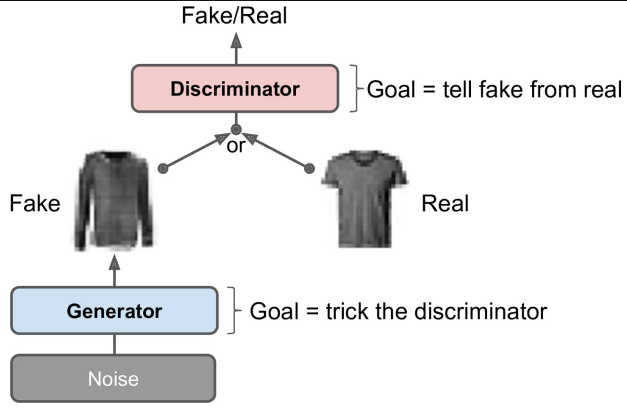 Fake/Real
Discriminator
Goal = tell fake from real
or
Fake
Real
Generator
Goal = trick the discriminator
Noise